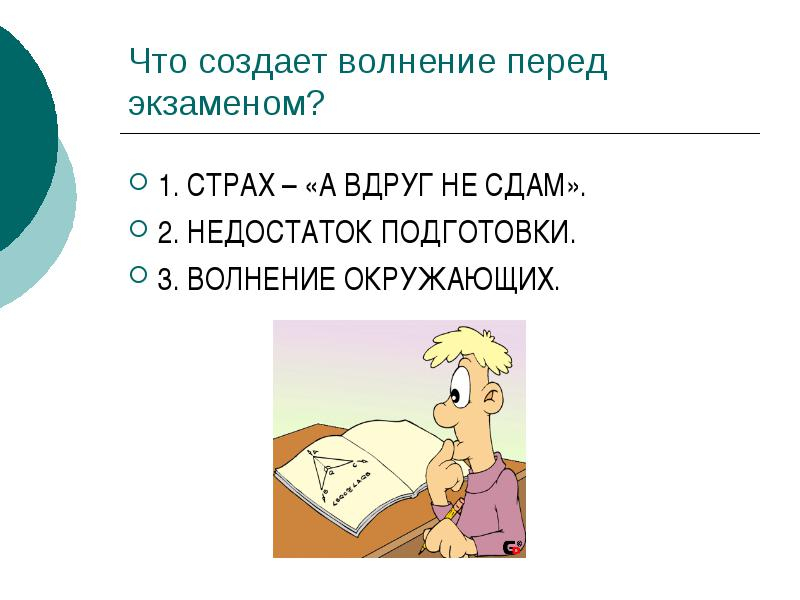 Что создает волнение перед
экзаменом?
1. СТРАХ – «А ВДРУГ НЕ СДАМ».
2. НЕДОСТАТОК ПОДГОТОВКИ.
3. ВОЛНЕНИЕ ОКРУЖАЮЩИХ.
A
C
B